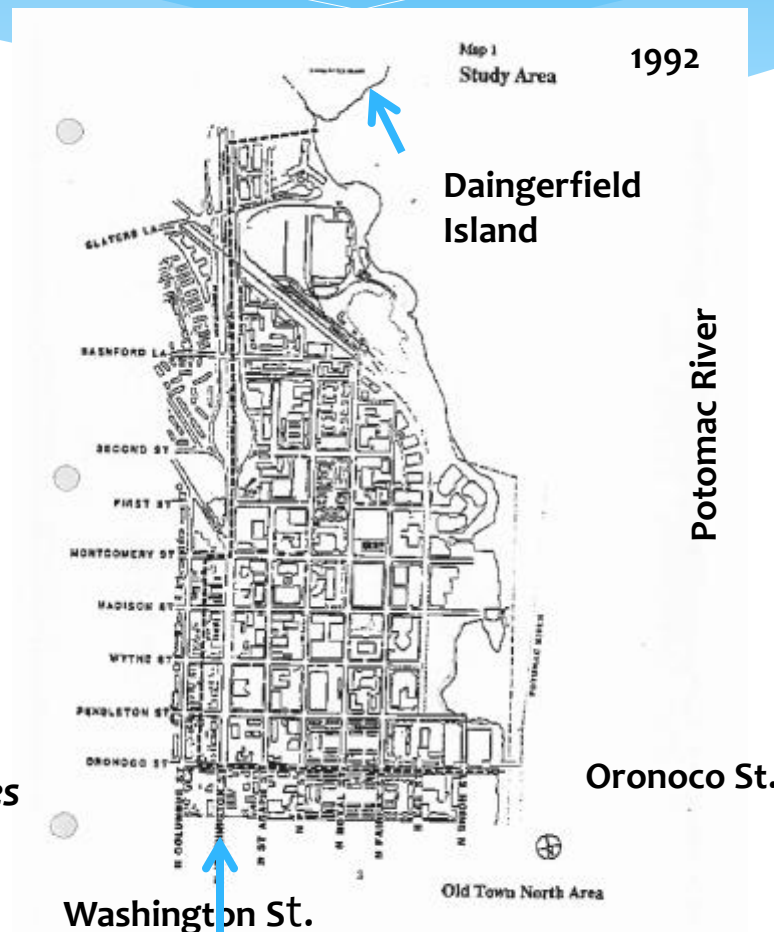 Map 1
Study Area
1992
Daingerfield
Island
SLATERS LA
BASHFORD LA
SECOND ST
FIRST ST
MONTGOMERY ST
MADISON ST
WYTHE ST
PENDLETON ST
ORONOCO ST
Potomac River
POTOMAC RIVER
es
Oronoco St.
N COLUMBUS ST
N ST ASAPH
N ROYAL
N UNION ST
3
Old Town North Area
Washington St.